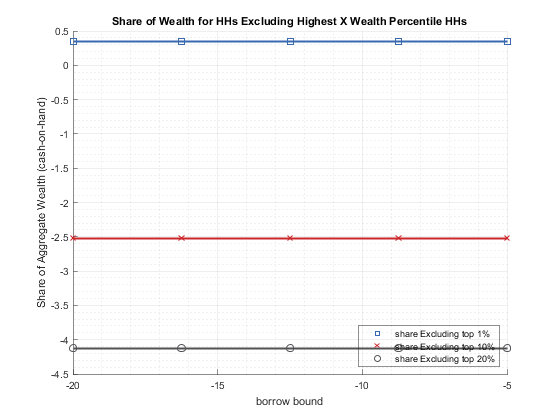 Share of Wealth for HHs Excluding Highest X Wealth Percentile HHs
Share of Aggregate Wealth (cash-on-hand)
0.5
0
-0.5
-1
-1.5
-2
-2.5
-3
-3.5
-4
-4.5
share Excluding top 1%
share Excluding top 10%
share Excluding top 20%
-20
-15
-10
-5
borrow bound